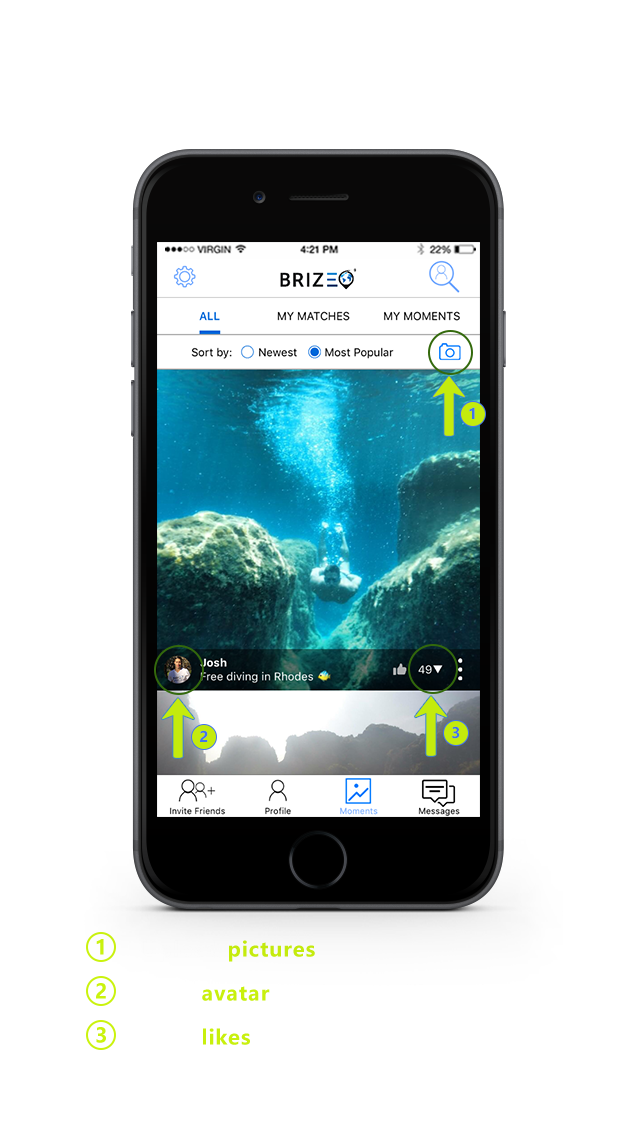 VIRGIN
4:21 PM
22%
BRIZEO
ALL
MY MATCHES
MY MOMENTS
Sort by:
Newest
Most Popular
1
Josh
Free diving in Rhodes 🐠
49▼
2
3
Invite Friends
Profile
Moments
Messages
1 pictures
2 avatar
3 likes